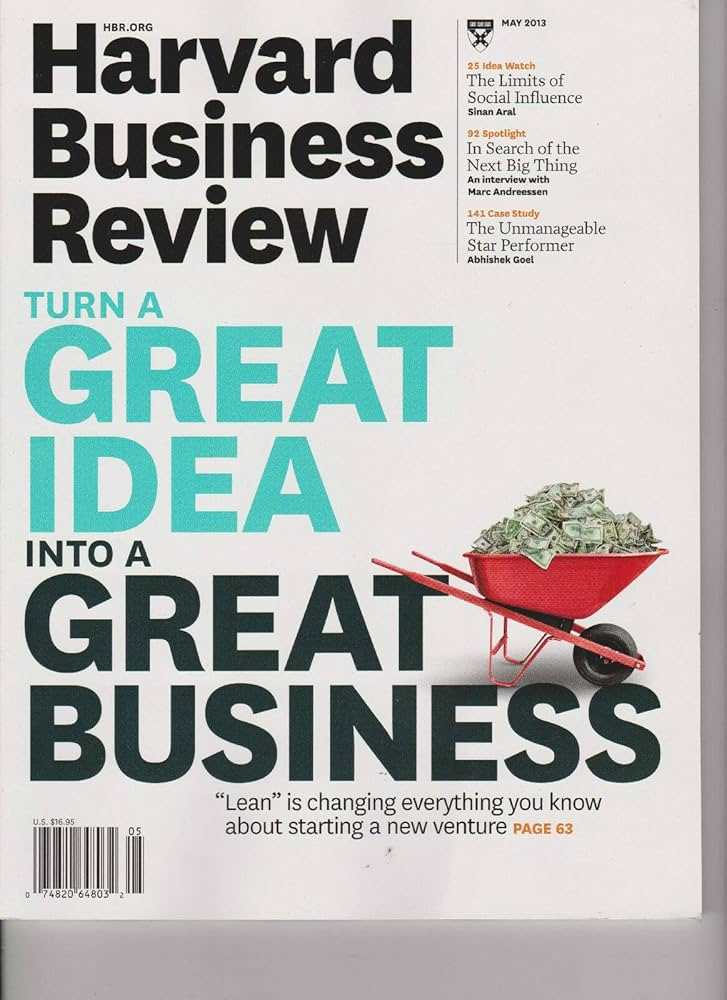 HBR.ORG
Harvard
Business
Review
MAY 2013
25 Idea Watch
The Limits of
Social Influence
Sinan Aral
92 Spotlight
In Search of the
Next Big Thing
An interview with
Marc Andreessen
141 Case Study
The Unmanageable
Star Performer
Abhishek Goel
TURN A
GREAT
IDEA
INTO A
GREAT
BUSINESS
“Lean” is changing everything you know
about starting a new venture PAGE 63
U.S. $16.95
05
0 74820 64803 2